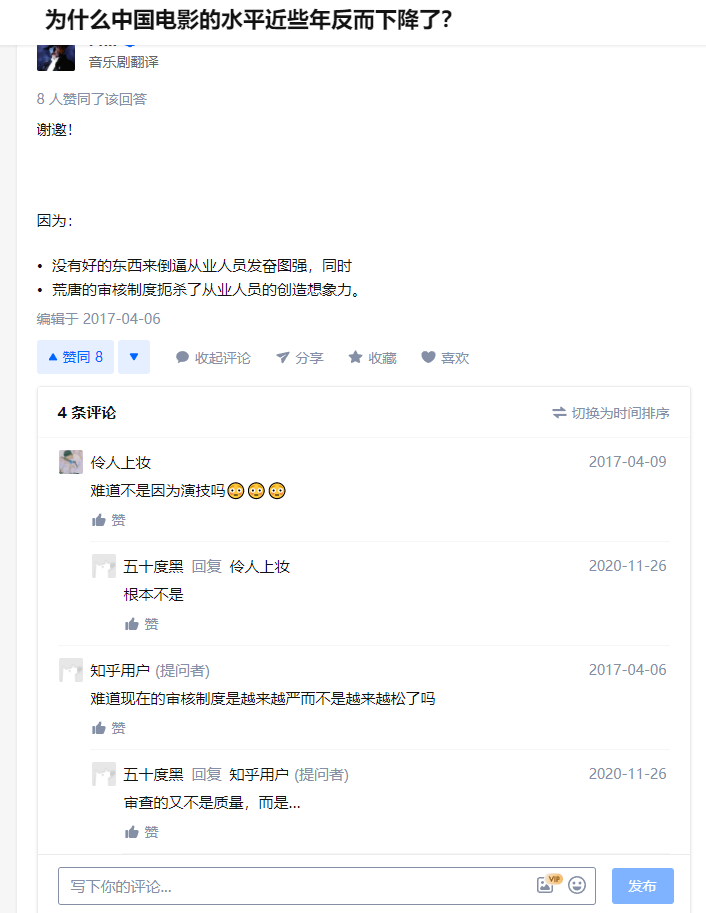 为什么中国电影的水平近些年反而下降了?
音乐剧翻译
8 人赞同了该回答
谢邀!
因为:
• 没有好的东西来倒逼从业人员发奋图强，同时
• 荒唐的审核制度扼杀了从业人员的创造想象力。
编辑于 2017-04-06
赞同 8 收起评论 分享 收藏 喜欢
4 条评论 切换为时间排序
伶人上妆 2017-04-09
难道不是因为演技吗😳😳😳
赞
五十度黑 回复 伶人上妆 2020-11-26
根本不是
赞
知乎用户 (提问者) 2017-04-06
难道现在的审核制度是越来越严而不是越来越松了吗
赞
五十度黑 回复 知乎用户 (提问者) 2020-11-26
审查的又不是质量，而是...
赞
写下你的评论... VIP 发布